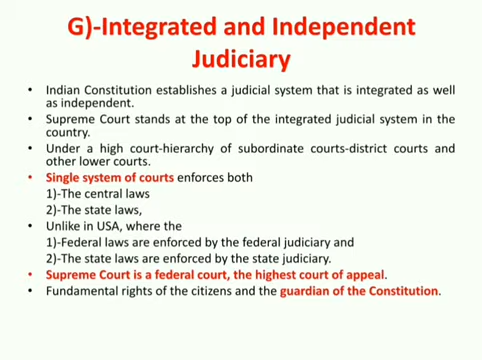 G)-Integrated and Independent
Judiciary
• Indian Constitution establishes a judicial system that is integrated as well
as independent.
• Supreme Court stands at the top of the integrated judicial system in the
country.
• Under a high court-hierarchy of subordinate courts-district courts and
other lower courts.
• Single system of courts enforces both
1)-The central laws
2)-The state laws,
• Unlike in USA, where the
1)-Federal laws are enforced by the federal judiciary and
2)-The state laws are enforced by the state judiciary.
• Supreme Court is a federal court, the highest court of appeal.
• Fundamental rights of the citizens and the guardian of the Constitution.